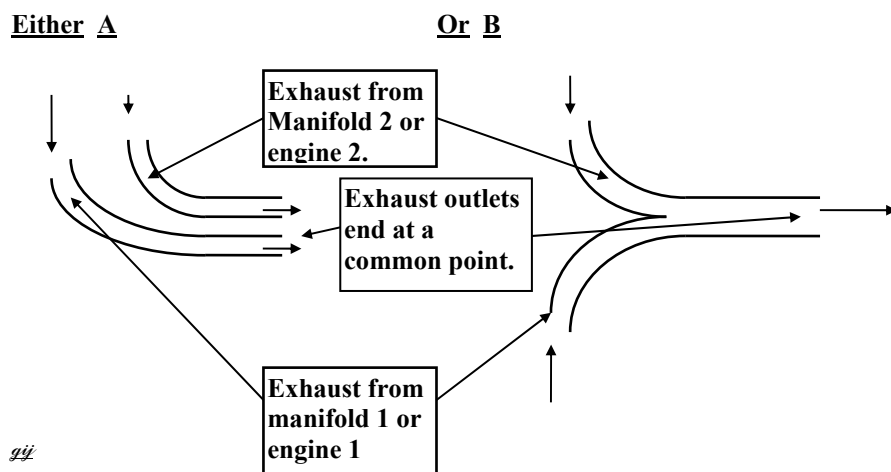 Either A
Or B
Exhaust from
Manifold 2 or
engine 2.
Exhaust outlets
end at a
common point.
Exhaust from
manifold 1 or
engine 1
gij